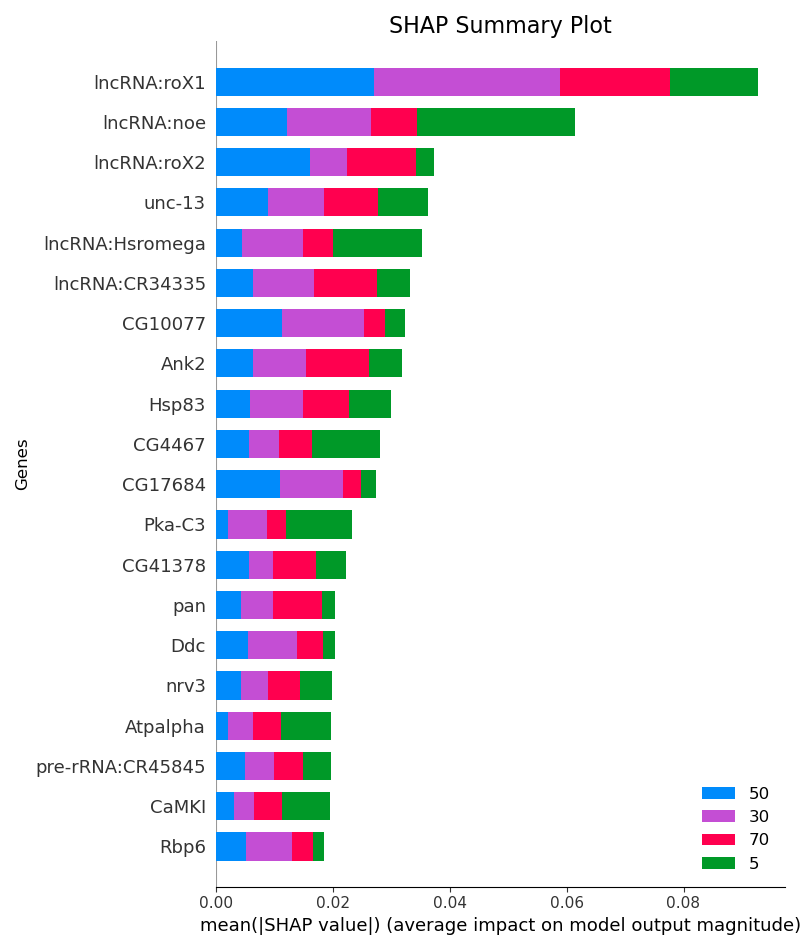 SHAP Summary Plot
lncRNA:roX1
lncRNA:noe
lncRNA:roX2
unc-13
lncRNA:Hsromega
lncRNA:CR34335
CG10077
Ank2
Hsp83
CG4467
CG17684
Pka-C3
CG41378
pan
Ddc
nrv3
Atpalpha
pre-rRNA:CR45845
CaMKI
Rbp6
Genes
50
30
70
5
0.00 0.02 0.04 0.06 0.08
mean(|SHAP value|) (average impact on model output magnitude)